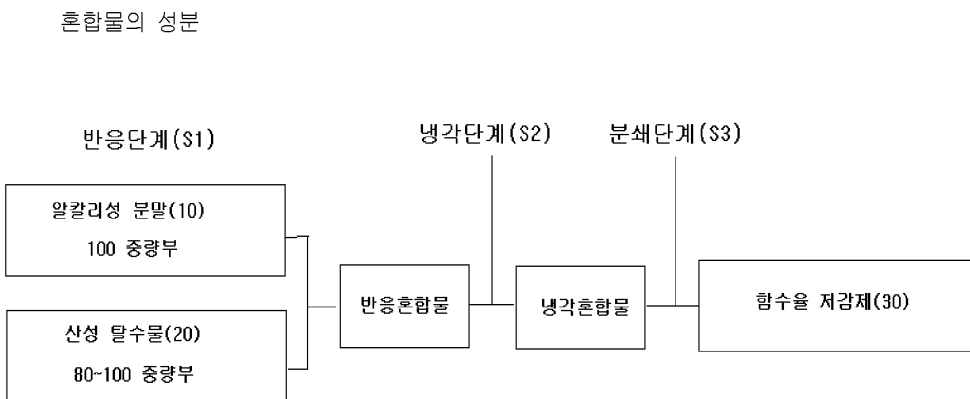 혼합물의 성분
반응단계(S1)
냉각단계(S2)
분쇄단계(S3)
알칼리성 분말(10)
100 중량부
산성 탈수물(20)
80~100 중량부
반응혼합물
냉각혼합물
함수율 저감제(30)